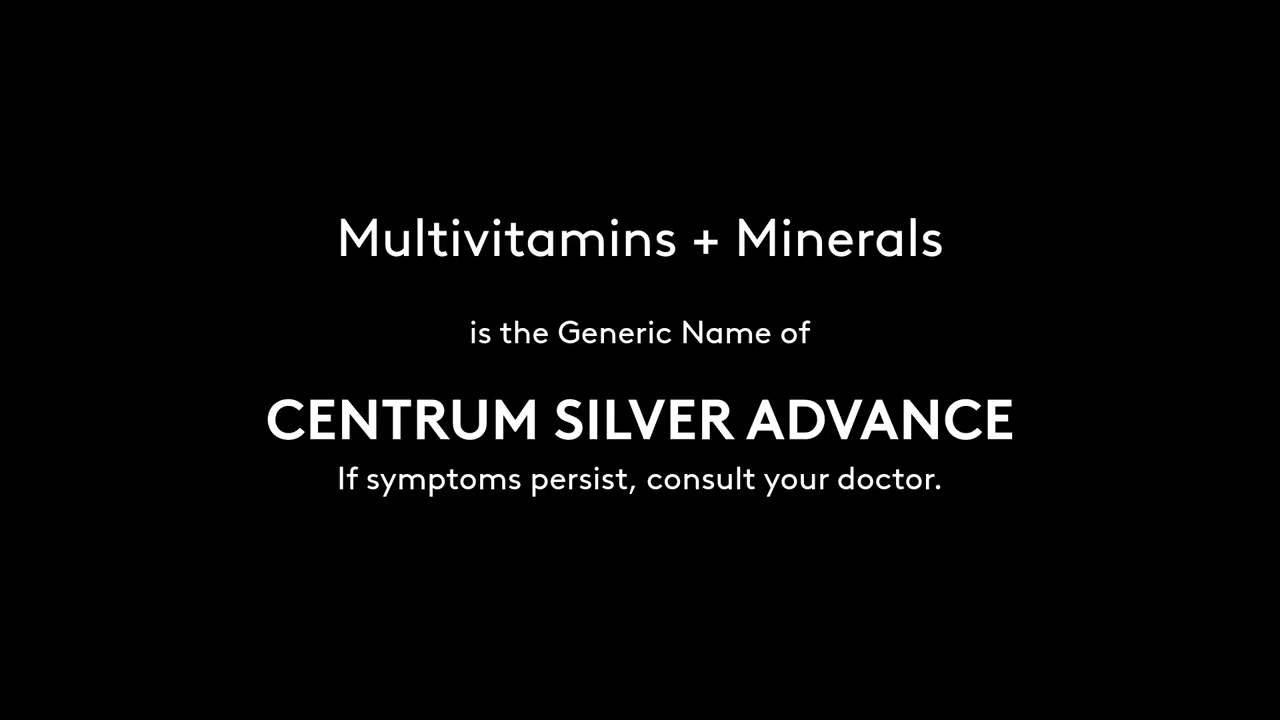 Multivitamins + Minerals
is the Generic Name of
CENTRUM SILVER ADVANCE
If symptoms persist, consult your doctor.